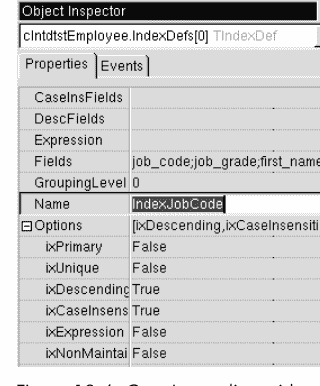 Object Inspector
clntdtstEmployee.IndexDefs[0] TIndexDef
Properties Events
CaseInsFields
DescFields
Expression
Fields job_code;job_grade;first_name
GroupingLevel 0
Name IndexJobCode
Options [ixDescending,ixCaseInsensiti
ixPrimary False
ixUnique False
ixDescending True
ixCaseInsens True
ixExpression False
ixNonMaintai False